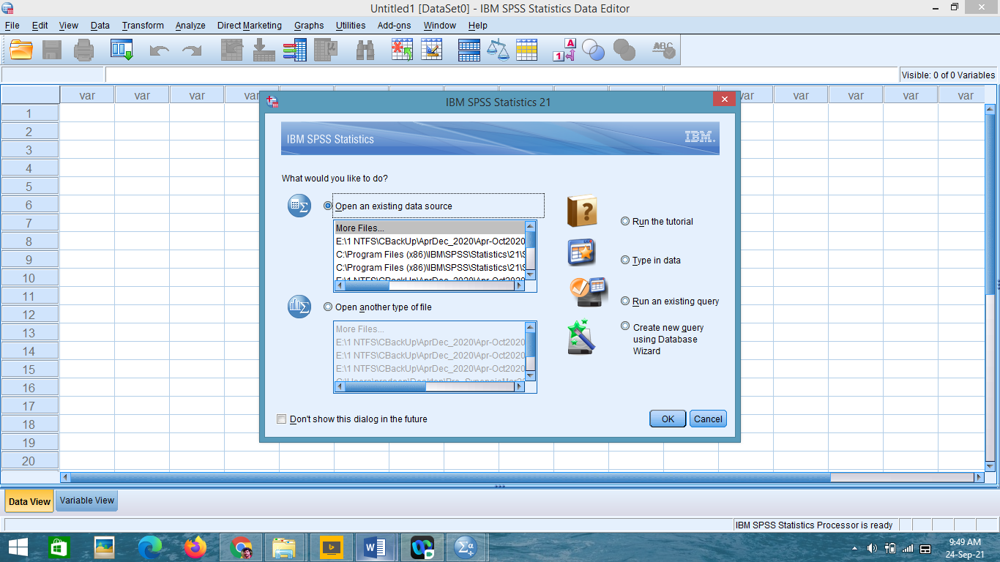 Untitled1 [DataSet0] - IBM SPSS Statistics Data Editor
File Edit View Data Transform Analyze Direct Marketing Graphs Utilities Add-ons Window Help
Visible: 0 of 0 Variables
var var var var var var var var var
1
2
3
4
5
6
7
8
9
10
11
12
13
14
15
16
17
18
19
20
IBM SPSS Statistics 21
IBM SPSS Statistics IBM.
What would you like to do?
Open an existing data source
More Files...
E:\1 NTFS\CBackUp\AprDec_2020\Apr-Oct2020
C:\Program Files (x86)\IBM\SPSS\Statistics\21\S
C:\Program Files (x86)\IBM\SPSS\Statistics\21\S
E:\1 NTFS\CBackUp\AprDec_2020\Apr-Oct2020
Open another type of file
More Files...
E:\1 NTFS\CBackUp\AprDec_2020\Apr-Oct2020
E:\1 NTFS\CBackUp\AprDec_2020\Apr-Oct2020
E:\1 NTFS\CBackUp\AprDec_2020\Apr-Oct2020
Run the tutorial
Type in data
Run an existing query
Create new query
using Database
Wizard
Don't show this dialog in the future
OK Cancel
Data View Variable View
IBM SPSS Statistics Processor is ready
9:49 AM
24-Sep-21